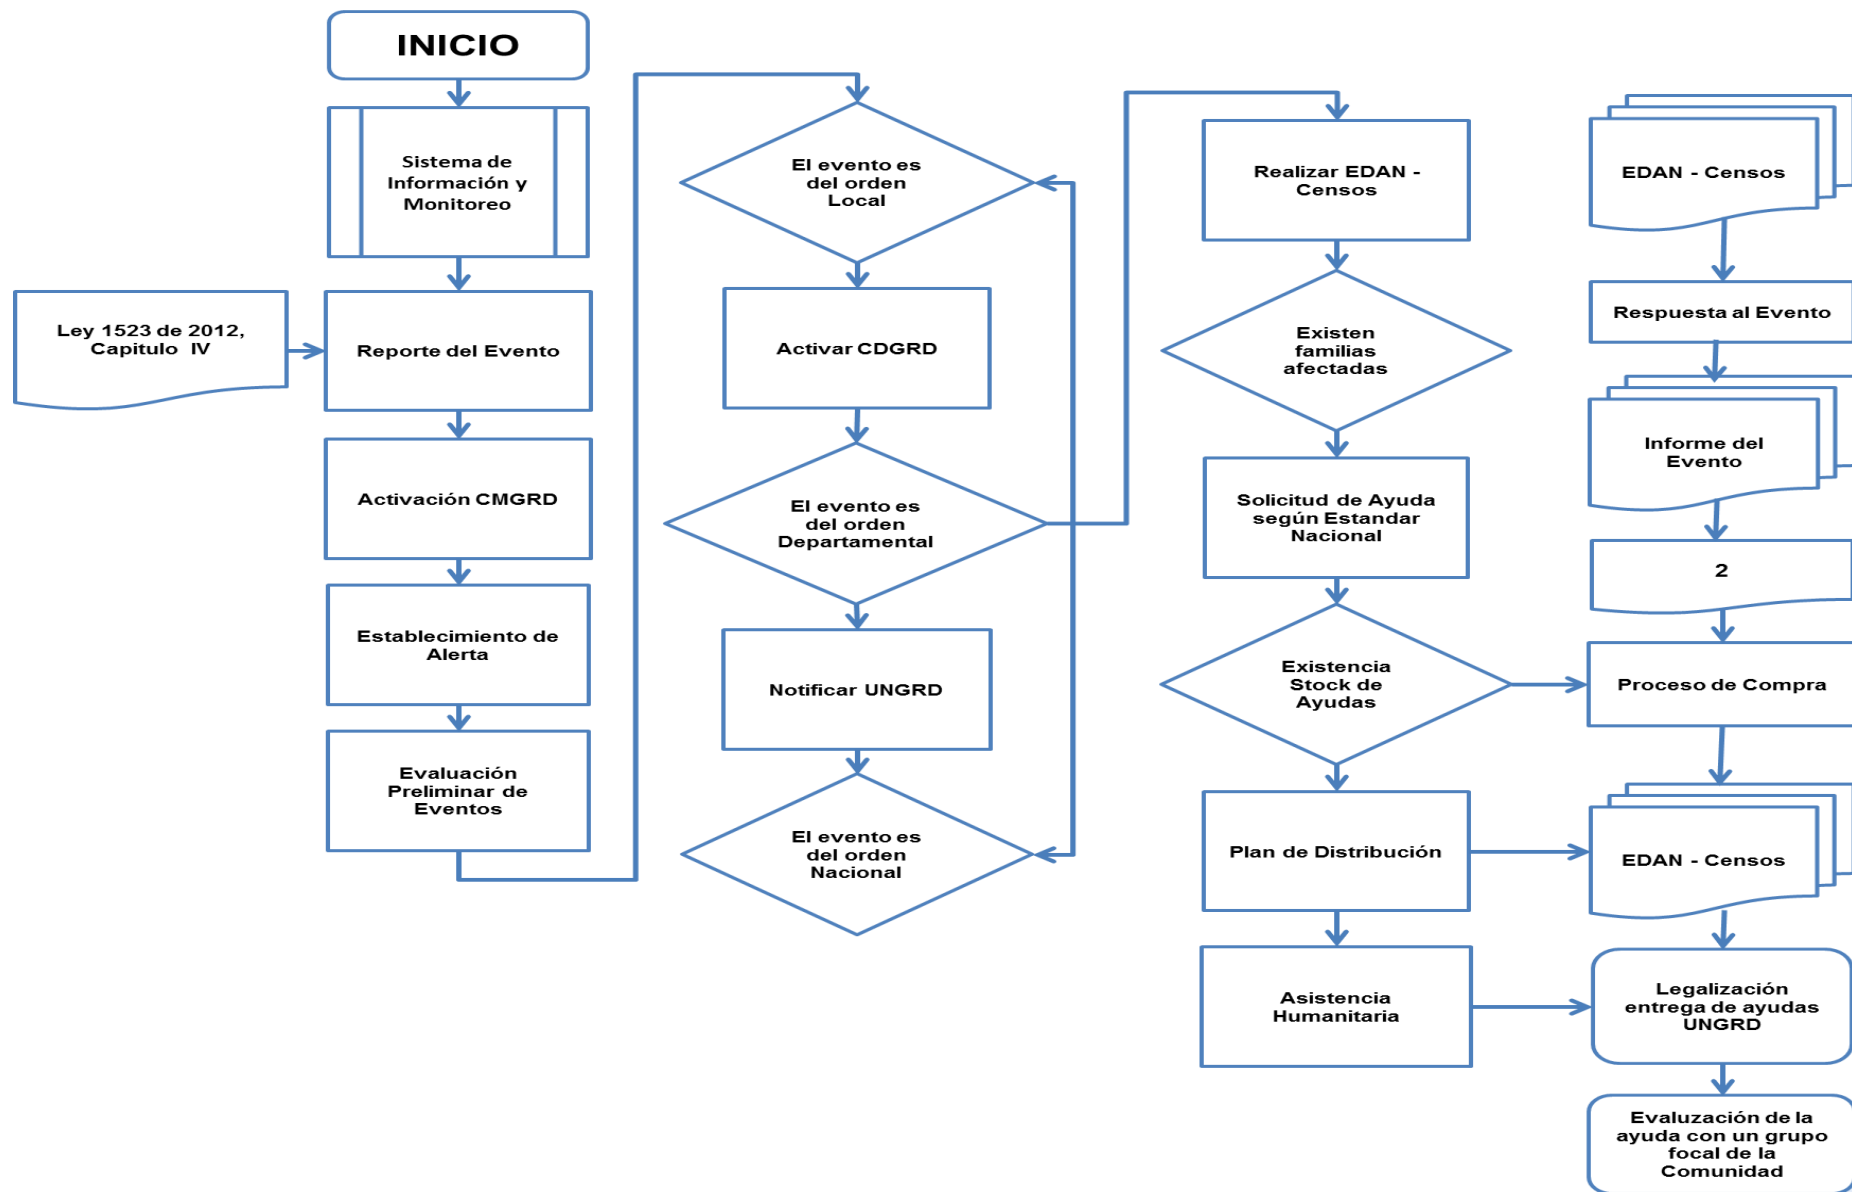 INICIO
Sistema de
Información y
Monitoreo
Ley 1523 de 2012,
Capitulo IV
Reporte del Evento
Activación CMGRD
Establecimiento de
Alerta
Evaluación
Preliminar de
Eventos
El evento es
del orden
Local
Activar CDGRD
El evento es
del orden
Departamental
Notificar UNGRD
El evento es
del orden
Nacional
Realizar EDAN -
Censos
Existen
familias
afectadas
Solicitud de Ayuda
según Estandar
Nacional
Existencia
Stock de
Ayudas
Plan de Distribución
Asistencia
Humanitaria
EDAN - Censos
Respuesta al Evento
Informe del
Evento
2
Proceso de Compra
EDAN - Censos
Legalización
entrega de ayudas
UNGRD
Evaluzación de la
ayuda con un grupo
focal de la
Comunidad